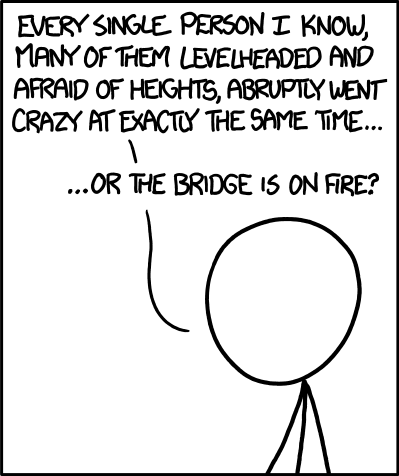 EVERY SINGLE PERSON I KNOW,
MANY OF THEM LEVELHEADED AND
AFRAID OF HEIGHTS, ABRUPTLY WENT
CRAZY AT EXACTLY THE SAME TIME...
...OR THE BRIDGE IS ON FIRE?